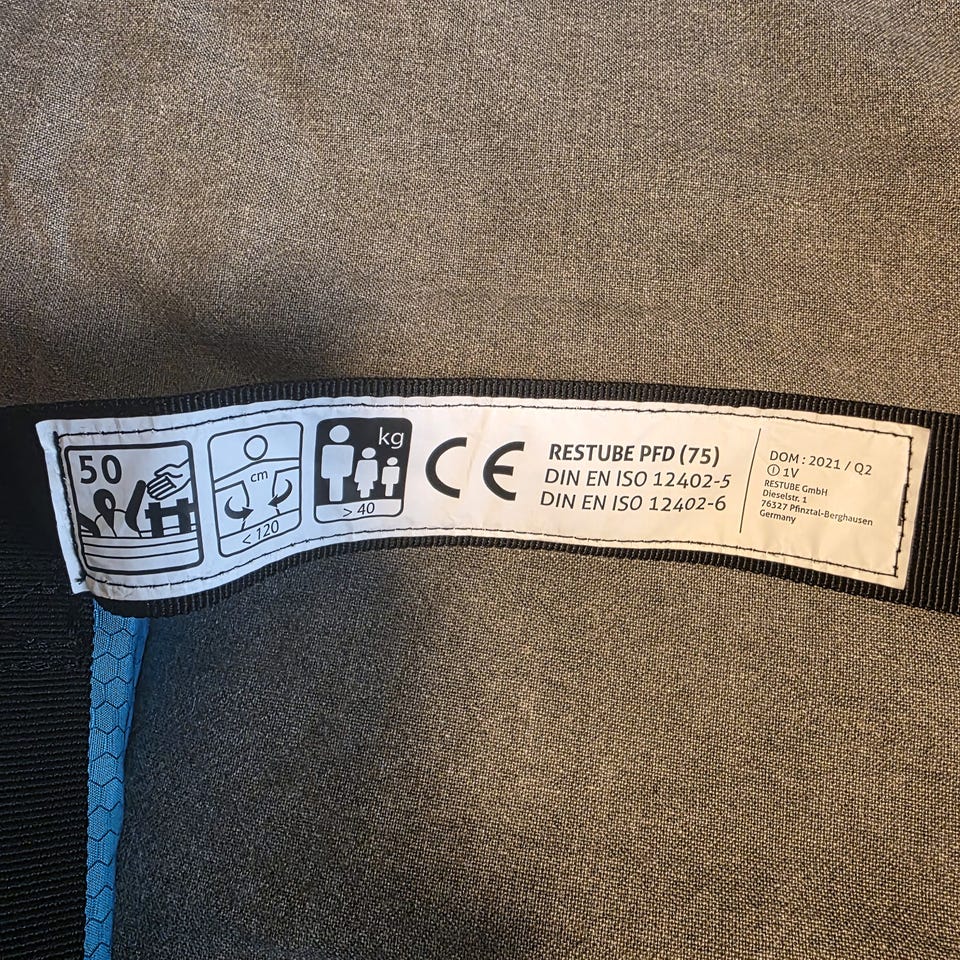 50
cm
< 120
kg
> 40
CE
RESTUBE PFD (75)
DIN EN ISO 12402-5
DIN EN ISO 12402-6
DOM : 2021 / Q2
ⓘ 1V
RESTUBE GmbH
Dieselstr. 1
76327 Pfinztal-Berghausen
Germany